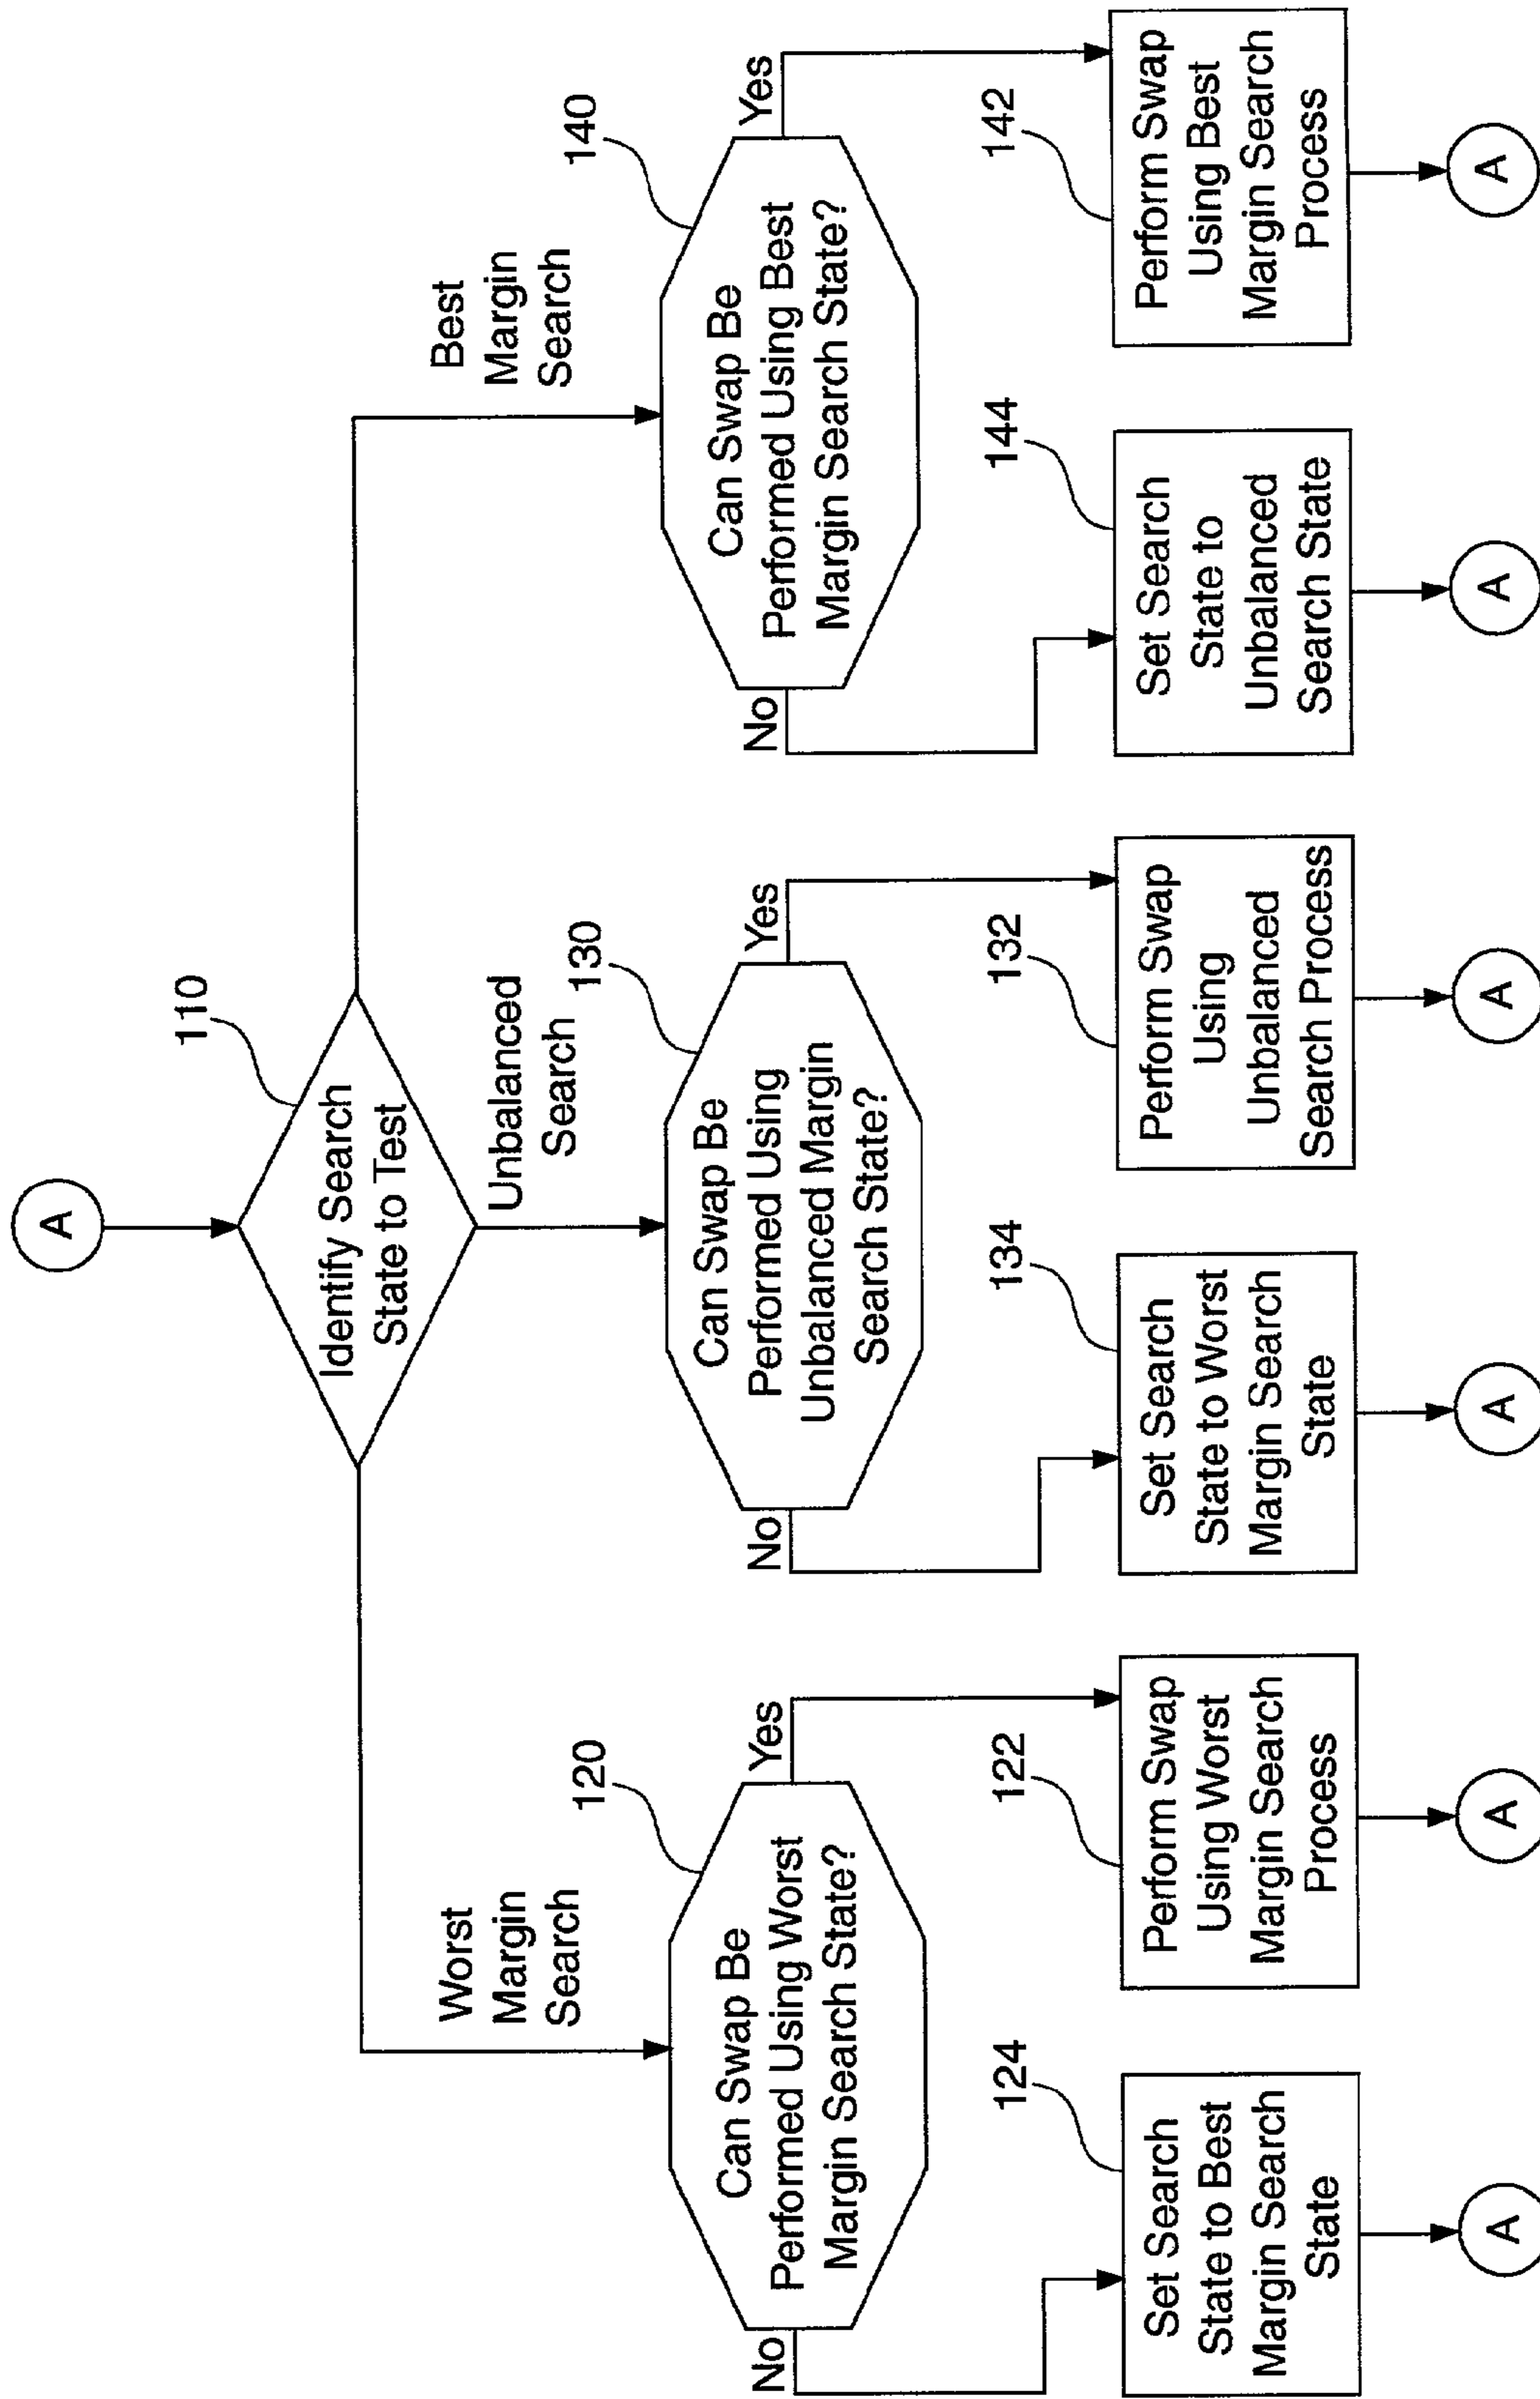 A
110
Identify Search
State to Test
Worst
Margin
Search
Unbalanced
Search
Best
Margin
Search
120
Can Swap Be
Performed Using Worst
Margin Search State?
No
Yes
130
Can Swap Be
Performed Using
Unbalanced Margin
Search State?
No
Yes
140
Can Swap Be
Performed Using Best
Margin Search State?
No
Yes
124
Set Search
State to Best
Margin Search
State
122
Perform Swap
Using Worst
Margin Search
Process
134
Set Search
State to Worst
Margin Search
State
132
Perform Swap
Using
Unbalanced
Search Process
144
Set Search
State to
Unbalanced
Search State
142
Perform Swap
Using Best
Margin Search
Process
A
A
A
A
A
A